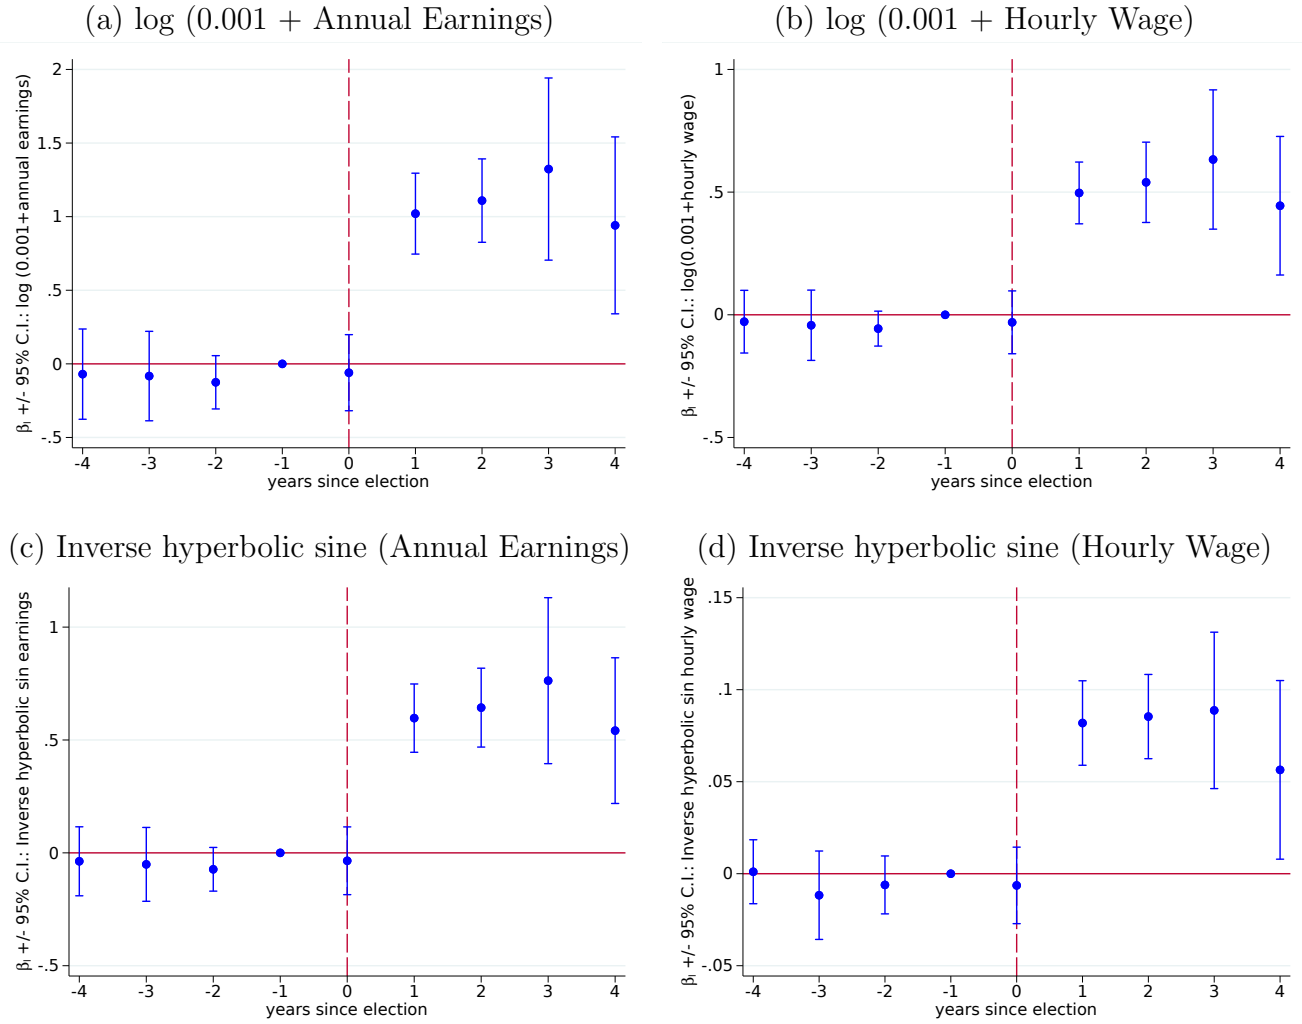 (a) log (0.001 + Annual Earnings)
β_l +/- 95% C.I.: log (0.001+annual earnings)
2
1.5
1
.5
0
-.5
-4 -3 -2 -1 0 1 2 3 4
years since election
(b) log (0.001 + Hourly Wage)
β_l +/- 95% C.I.: log(0.001+hourly wage)
1
.5
0
-.5
-4 -3 -2 -1 0 1 2 3 4
years since election
(c) Inverse hyperbolic sine (Annual Earnings)
β_l +/- 95% C.I.: Inverse hyperbolic sin earnings
1
.5
0
-.5
-4 -3 -2 -1 0 1 2 3 4
years since election
(d) Inverse hyperbolic sine (Hourly Wage)
β_l +/- 95% C.I.: Inverse hyperbolic sin hourly wage
.15
.1
.05
0
-.05
-4 -3 -2 -1 0 1 2 3 4
years since election